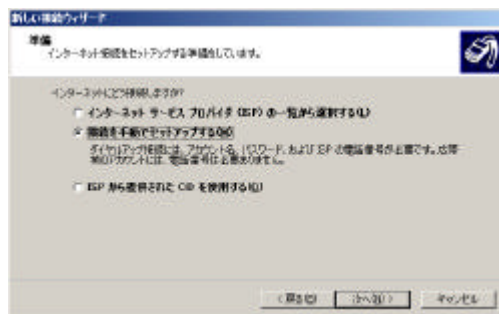 新しい接続ウィザード
準備
インターネット接続をセットアップする準備をしています。
インターネットにどう接続しますか?
インターネット サービス プロバイダ (ISP) の一覧から選択する(L)
接続を手動でセットアップする(M)
ダイヤルアップ接続には、アカウント名、パスワード、および ISP の電話番号が必要です。広帯
域のアカウントには、電話番号は必要ありません。
ISP から提供された CD を使用する(C)
< 戻る(B)
次へ(N) >
キャンセル